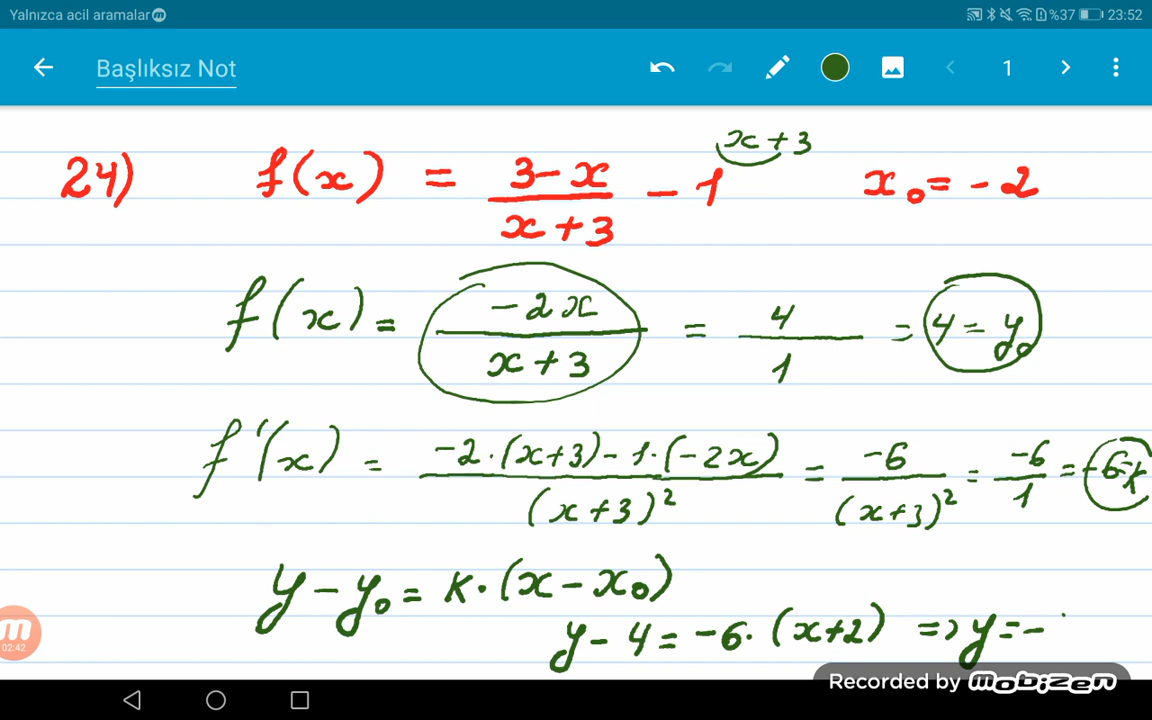 Yalnızca acil aramalar %37 23:52
Başlıksız Not 1
x+3
24) f(x) = (3-x)/(x+3) - 1 x₀ = -2
f(x) = (-2x)/(x+3) = 4/1 = 4 = y₀
f'(x) = (-2·(x+3) - 1·(-2x))/(x+3)² = -6/(x+3)² = -6/1 = -6 = k
y - y₀ = k·(x - x₀)
y - 4 = -6·(x+2) => y = -
02:42
Recorded by mobizen